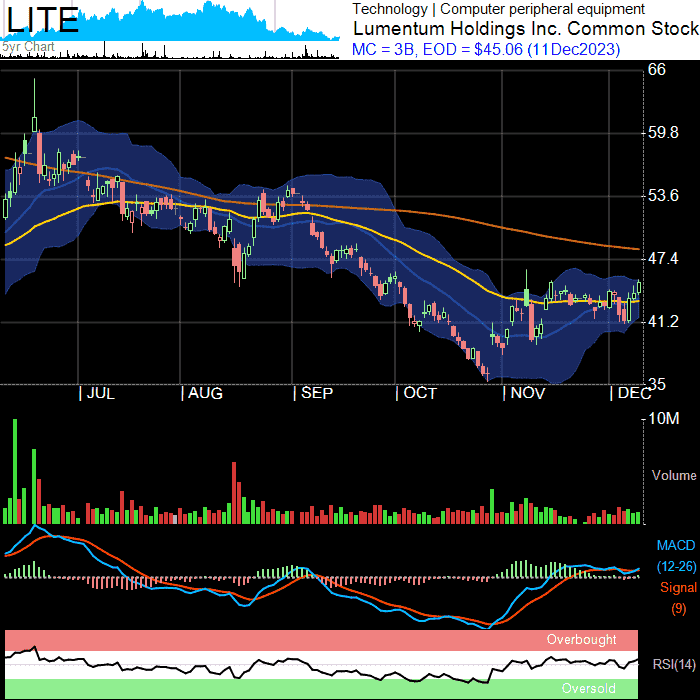 LITE
5yr Chart
Technology | Computer peripheral equipment
Lumentum Holdings Inc. Common Stock
MC = 3B, EOD = $45.06 (11Dec2023)
66
59.8
53.6
47.4
41.2
35
| JUL | AUG | SEP | OCT | NOV | DEC
10M
Volume
MACD
(12-26)
Signal
(9)
Overbought
RSI(14)
Oversold